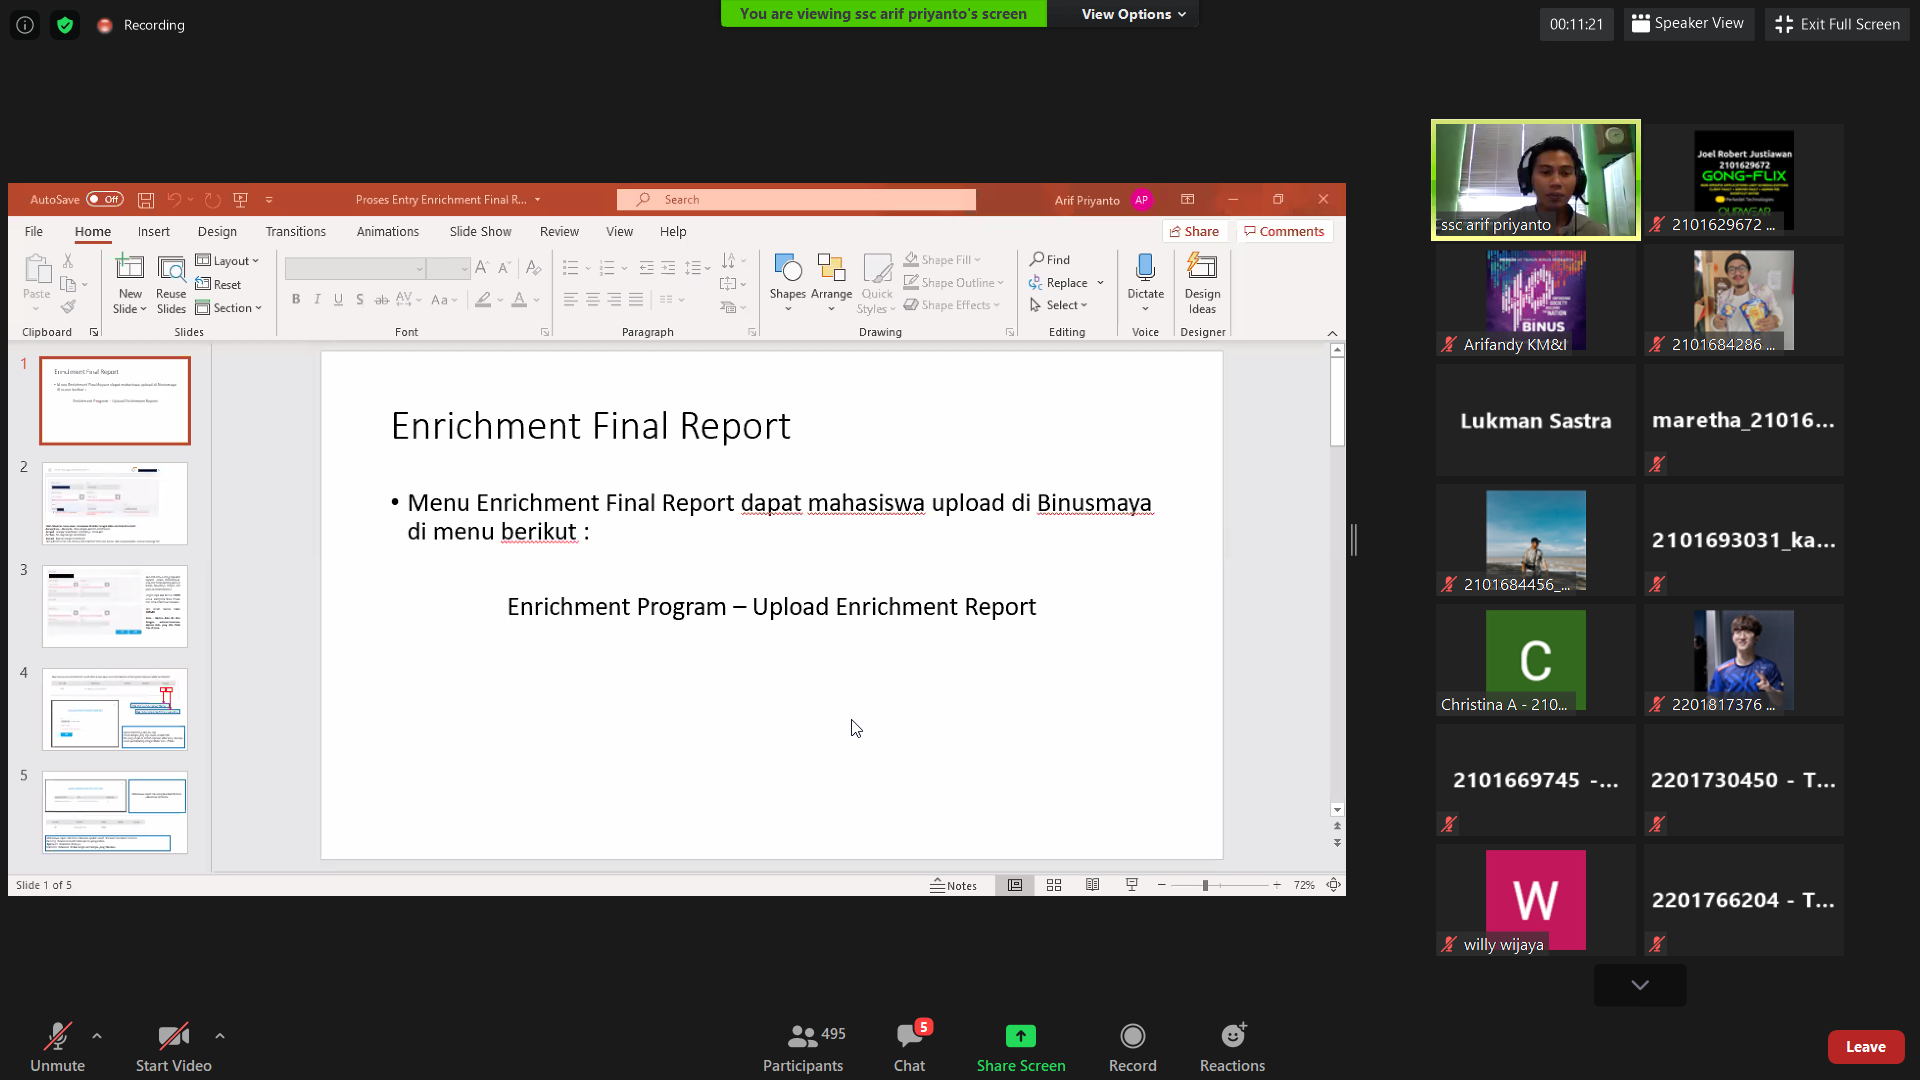 Recording
You are viewing ssc arif priyanto's screen
View Options
00:11:21
Speaker View
Exit Full Screen
AutoSave
Off
Proses Entry Enrichment Final R...
Search
Arif Priyanto
AP
File
Home
Insert
Design
Transitions
Animations
Slide Show
Review
View
Help
Share
Comments
Paste
Clipboard
New
Slide
Reuse
Slides
Layout
Reset
Section
Slides
B I U S ab AV Aa A
Font
Paragraph
Shapes
Arrange
Quick
Styles
Shape Fill
Shape Outline
Shape Effects
Drawing
Find
Replace
Select
Editing
Dictate
Voice
Design
Ideas
Designer
1
2
3
4
5
Enrichment Final Report
• Menu Enrichment Final Report dapat mahasiswa upload di Binusmaya
di menu berikut :
Enrichment Program – Upload Enrichment Report
Slide 1 of 5
Notes
72%
ssc arif priyanto
Joel Robert Justiawan
2101629672
GONG-FLIX
2101629672 ...
BINUS
Arifandy KM&I
2101684286 ...
Lukman Sastra
maretha_21016...
2101684456_...
2101693031_ka...
C
Christina A - 210...
2201817376 ...
2101669745 -...
2201730450 - T...
W
willy wijaya
2201766204 - T...
Unmute
Start Video
495
Participants
5
Chat
Share Screen
Record
Reactions
Leave